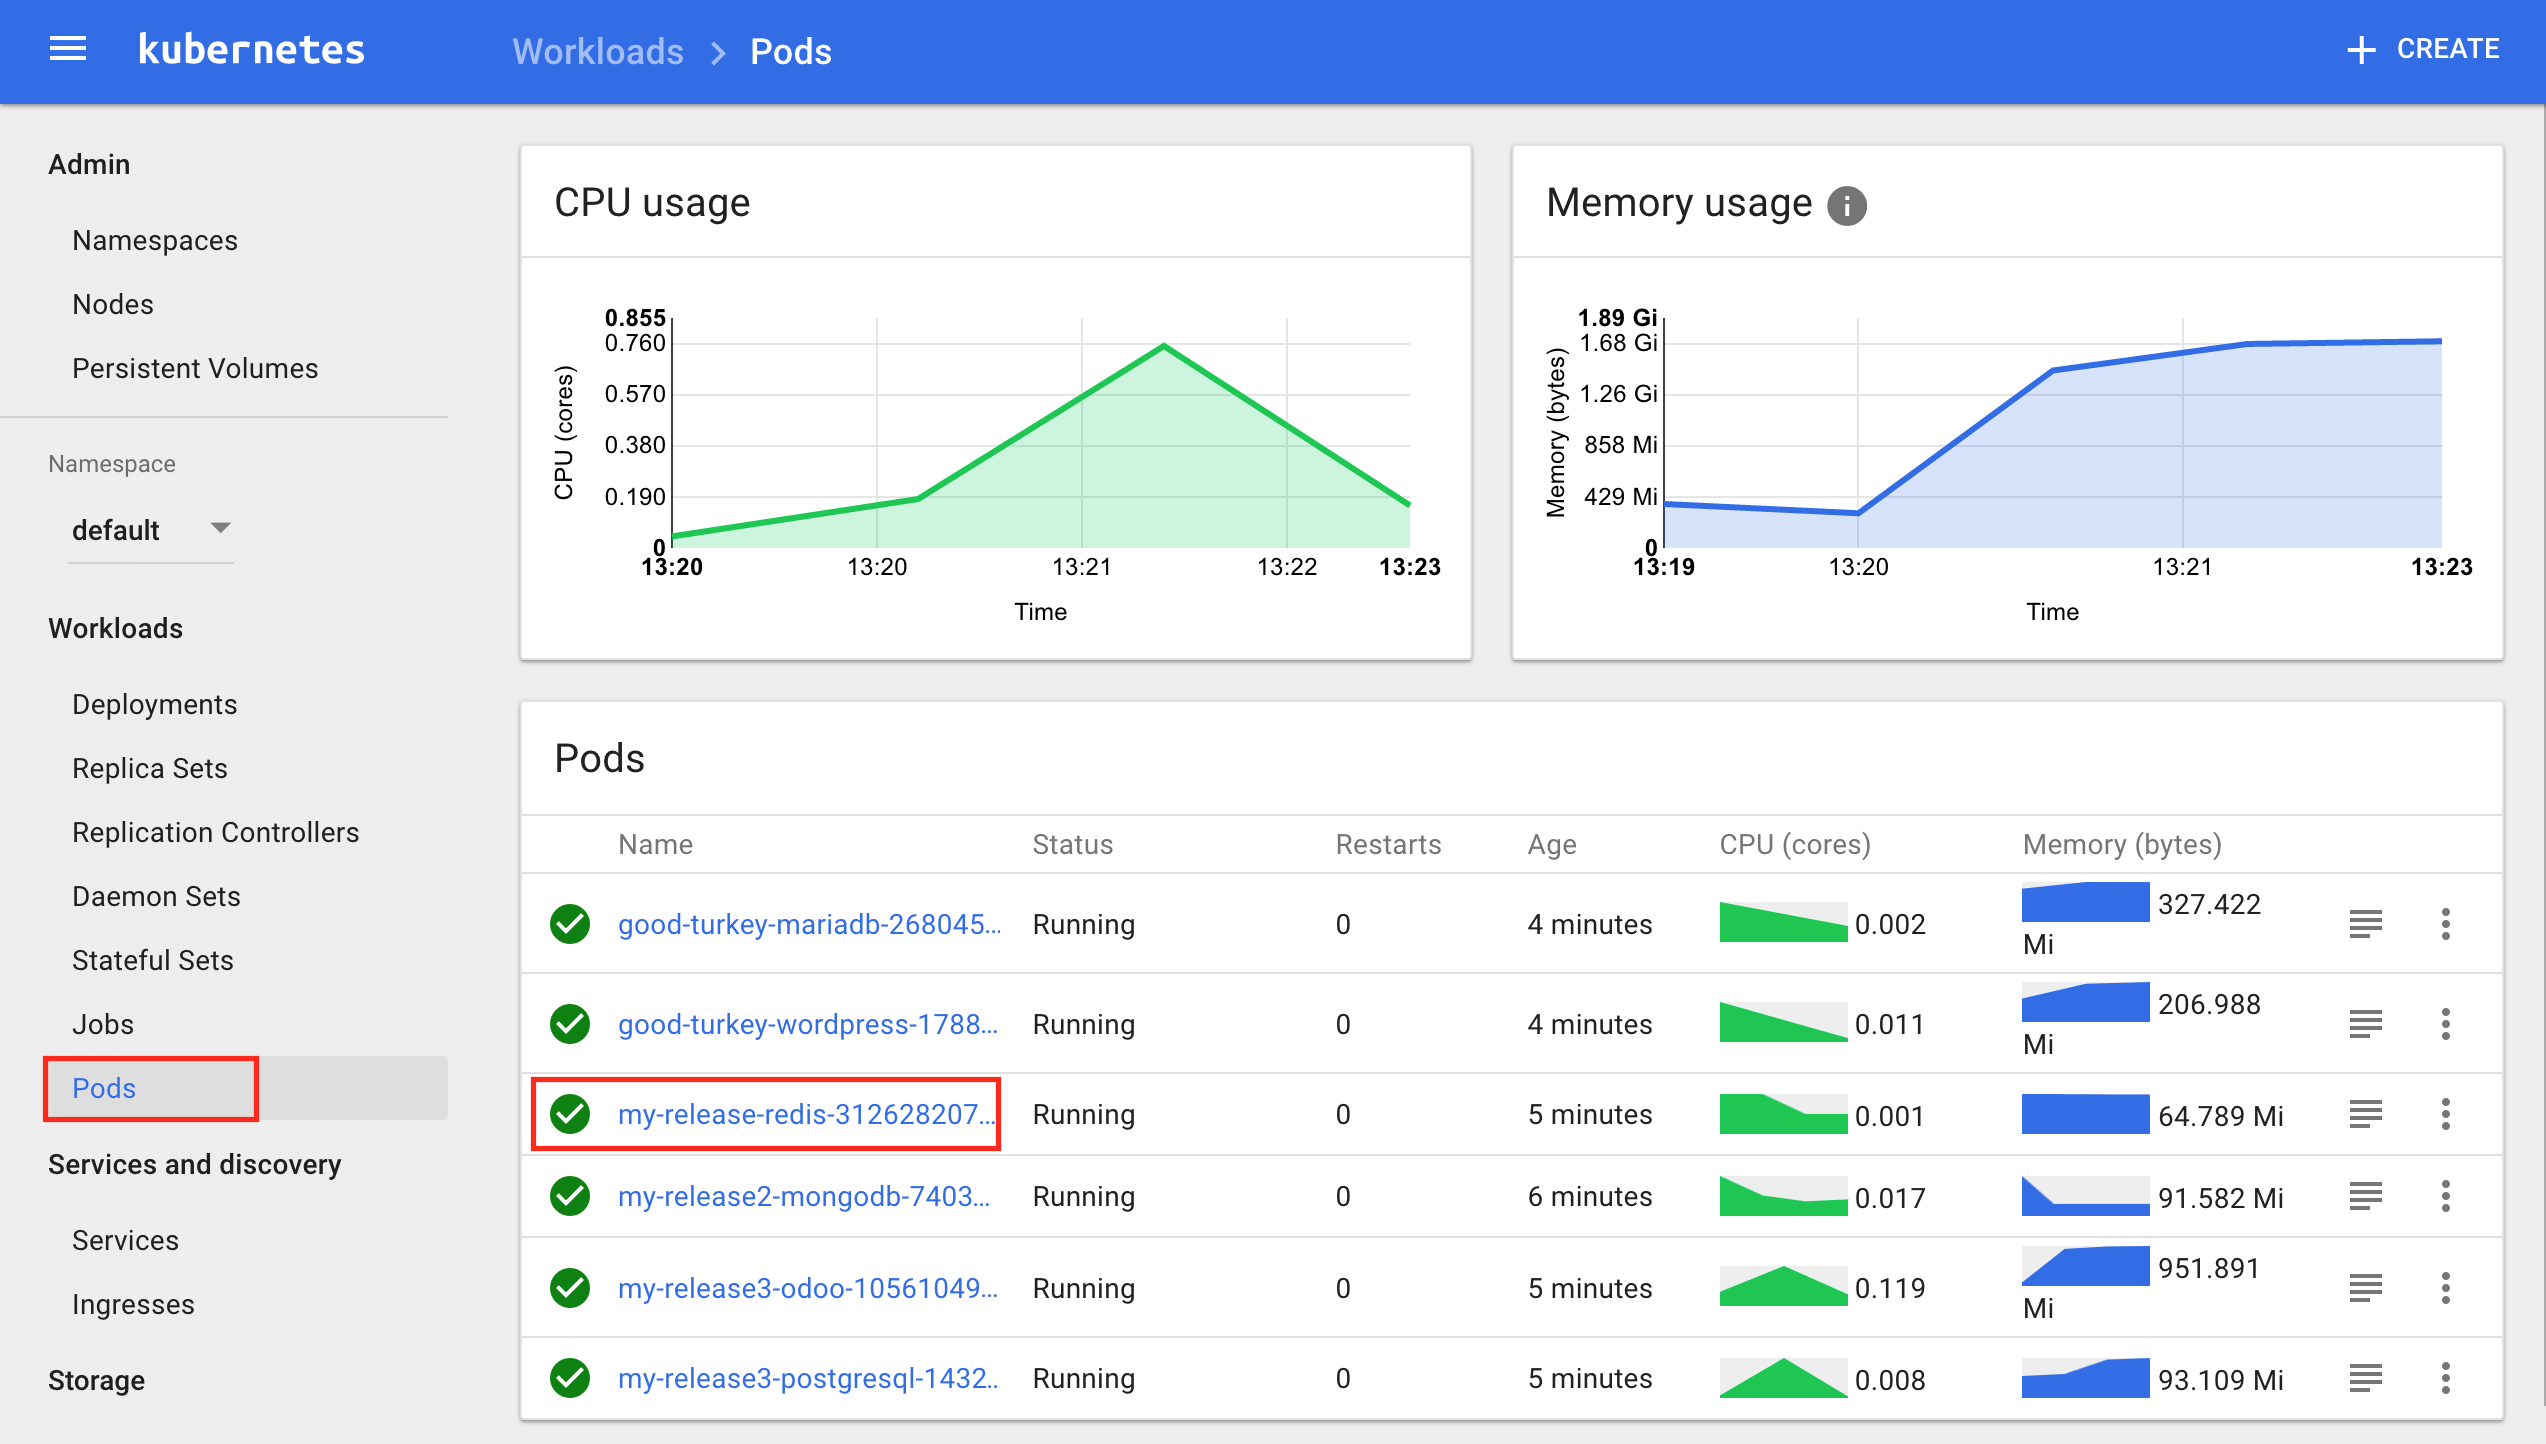 kubernetes
Workloads > Pods
+ CREATE
Admin
Namespaces
Nodes
Persistent Volumes
Namespace
default
Workloads
Deployments
Replica Sets
Replication Controllers
Daemon Sets
Stateful Sets
Jobs
Pods
Services and discovery
Services
Ingresses
Storage
CPU usage
CPU (cores)
0.855
0.760
0.570
0.380
0.190
0
13:20 13:20 13:21 13:22 13:23
Time
Memory usage i
Memory (bytes)
1.89 Gi
1.68 Gi
1.26 Gi
858 Mi
429 Mi
0
13:19 13:20 13:21 13:23
Time
Pods
Name Status Restarts Age CPU (cores) Memory (bytes)
good-turkey-mariadb-268045... Running 0 4 minutes 0.002 327.422
Mi
good-turkey-wordpress-1788... Running 0 4 minutes 0.011 206.988
Mi
my-release-redis-312628207... Running 0 5 minutes 0.001 64.789 Mi
my-release2-mongodb-7403... Running 0 6 minutes 0.017 91.582 Mi
my-release3-odoo-10561049... Running 0 5 minutes 0.119 951.891
Mi
my-release3-postgresql-1432.. Running 0 5 minutes 0.008 93.109 Mi